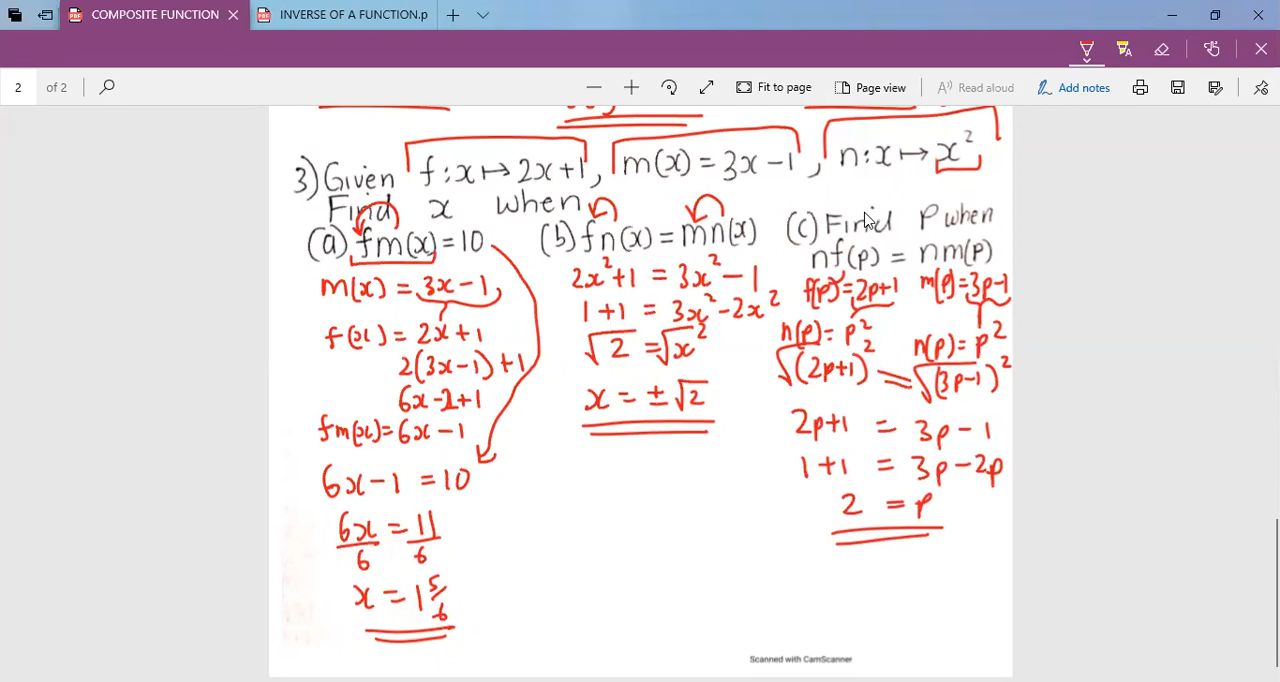 COMPOSITE FUNCTION
INVERSE OF A FUNCTION.p
2 of 2
Fit to page
Page view
Read aloud
Add notes
3) Given f : x ↦ 2x+1, m(x) = 3x −1, n : x ↦ x²
Find x when
(a) fm(x) = 10
m(x) = 3x − 1
f(x) = 2x + 1
2(3x−1) + 1
6x − 2 + 1
fm(x) = 6x − 1
6x − 1 = 10
6x/6 = 11/6
x = 1 5/6
(b) fn(x) = mn(x)
2x² + 1 = 3x² − 1
1 + 1 = 3x² − 2x²
√2 = √x²
x = ± √2
(c) Find P when
nf(p) = nm(p)
f(p) = 2p+1 m(p) = 3p−1
n(p) = p² n(p) = p²
√(2p+1)² = √(3p−1)²
2p+1 = 3p − 1
1 + 1 = 3p − 2p
2 = p
Scanned with CamScanner